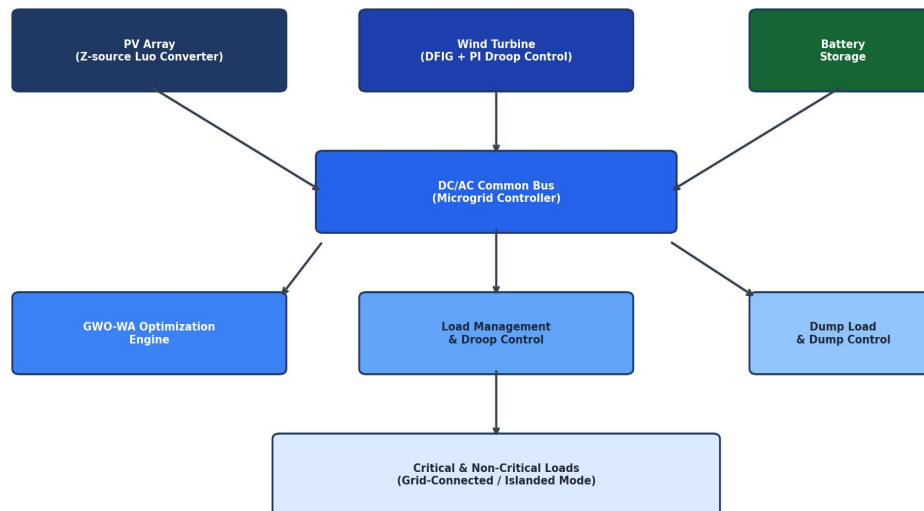 PV Array
(Z-source Luo Converter)
Wind Turbine
(DFIG + PI Droop Control)
Battery
Storage
DC/AC Common Bus
(Microgrid Controller)
GWO-WA Optimization
Engine
Load Management
& Droop Control
Dump Load
& Dump Control
Critical & Non-Critical Loads
(Grid-Connected / Islanded Mode)